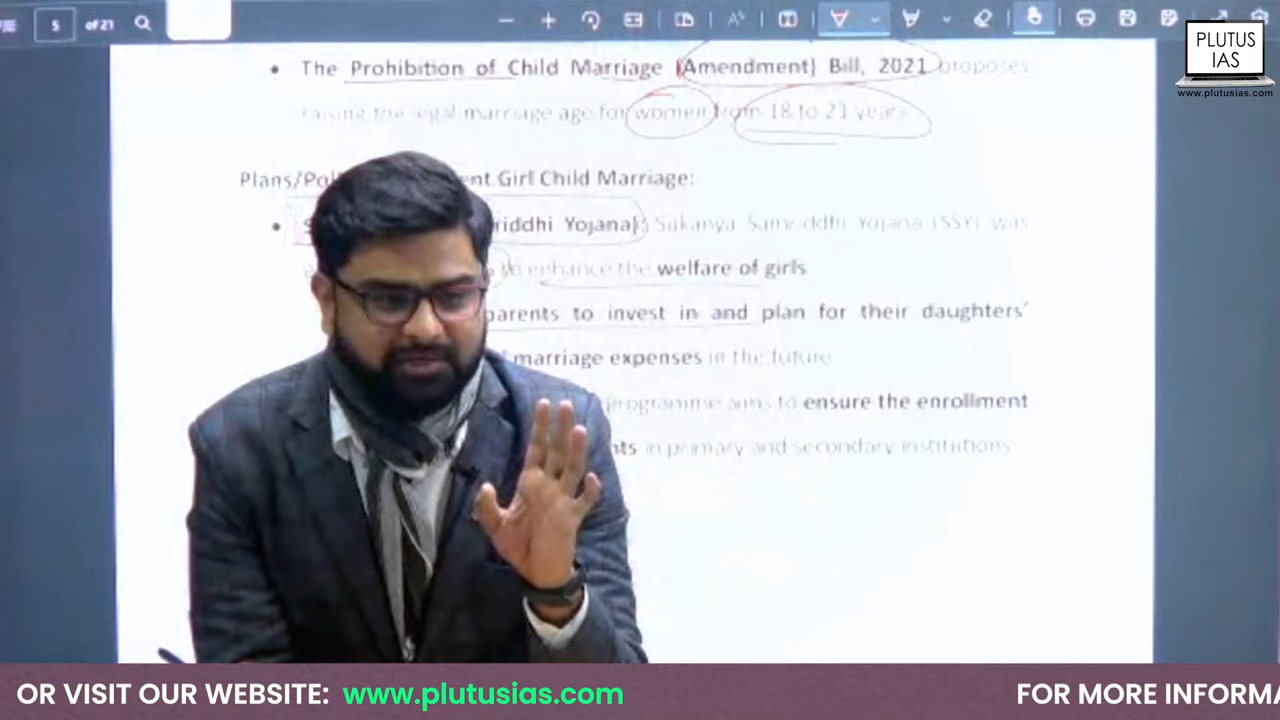 5 of 21
PLUTUS
IAS
www.plutusias.com
• The Prohibition of Child Marriage (Amendment) Bill, 2021 proposes
raising the legal marriage age for women from 18 to 21 years
Plans/Pol ent Girl Child Marriage:
• riddhi Yojana): Sukanya Samriddhi Yojana (SSY) was
to enhance the welfare of girls
parents to invest in and plan for their daughters'
marriage expenses in the future
programme aims to ensure the enrollment
nts in primary and secondary institutions
OR VISIT OUR WEBSITE: www.plutusias.com FOR MORE INFORMA